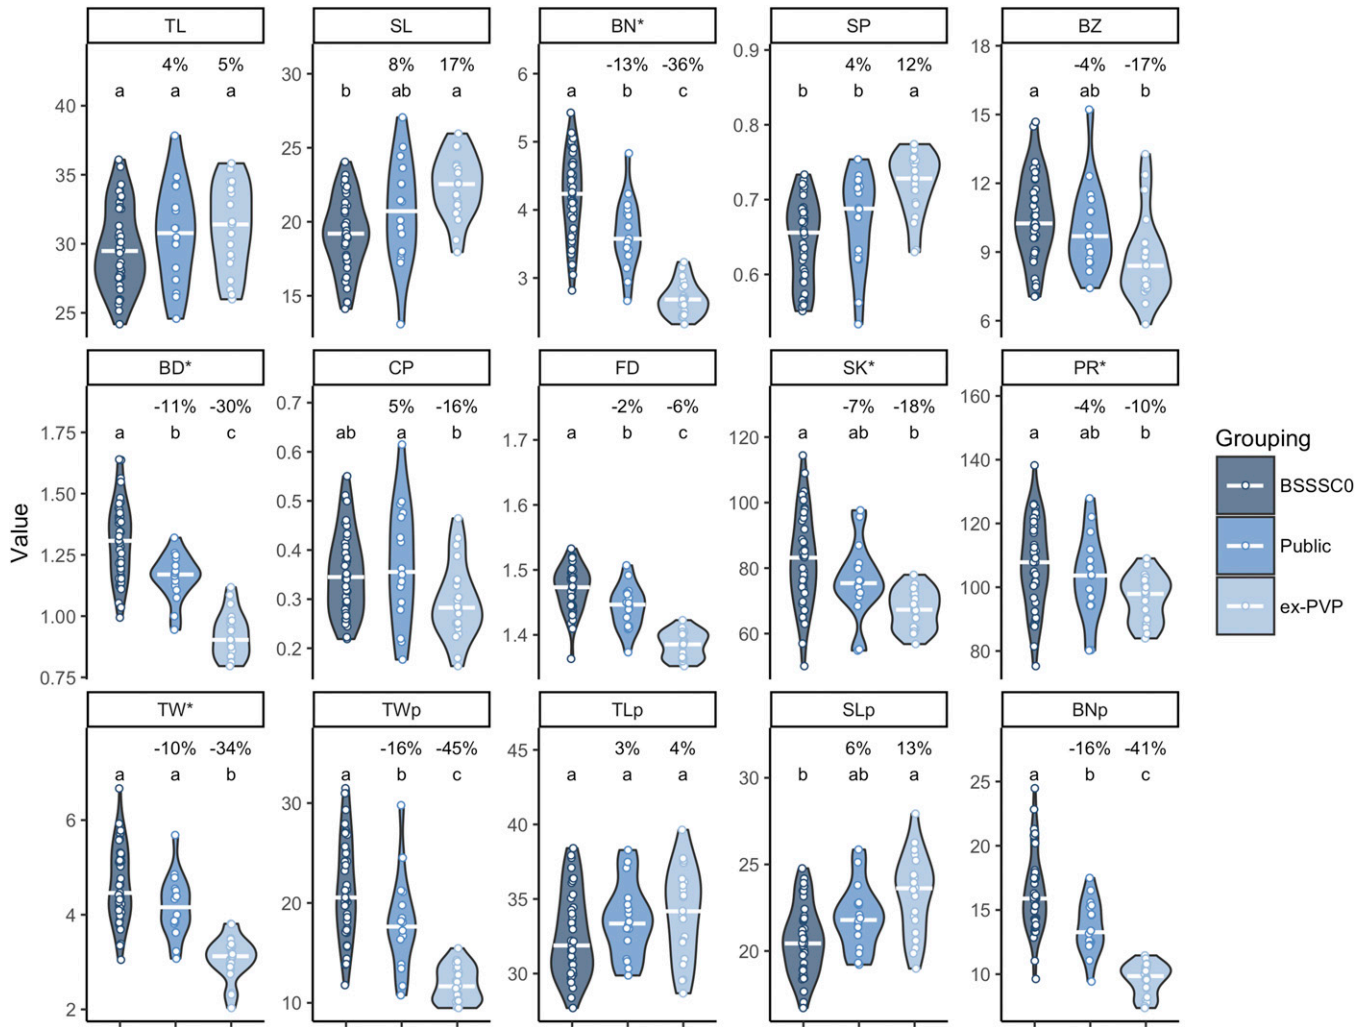 TL
4% 5%
a a a
40
35
30
25
SL
8% 17%
b ab a
30
25
20
15
BN*
-13% -36%
a b c
6
5
4
3
SP
4% 12%
b b a
0.9
0.8
0.7
0.6
BZ
-4% -17%
a ab b
18
15
12
9
6
Value
BD*
-11% -30%
a b c
1.75
1.50
1.25
1.00
0.75
CP
5% -16%
ab a b
0.7
0.6
0.5
0.4
0.3
0.2
FD
-2% -6%
a b c
1.7
1.5
1.4
SK*
-7% -18%
a ab b
120
100
80
60
PR*
-4% -10%
a ab b
160
140
120
100
80
Grouping
BSSSC0
Public
ex-PVP
TW*
-10% -34%
a a b
6
4
2
TWp
-16% -45%
a b c
30
20
10
TLp
3% 4%
a a a
45
40
35
30
SLp
6% 13%
b ab a
30
25
20
BNp
-16% -41%
a b c
25
20
15
10